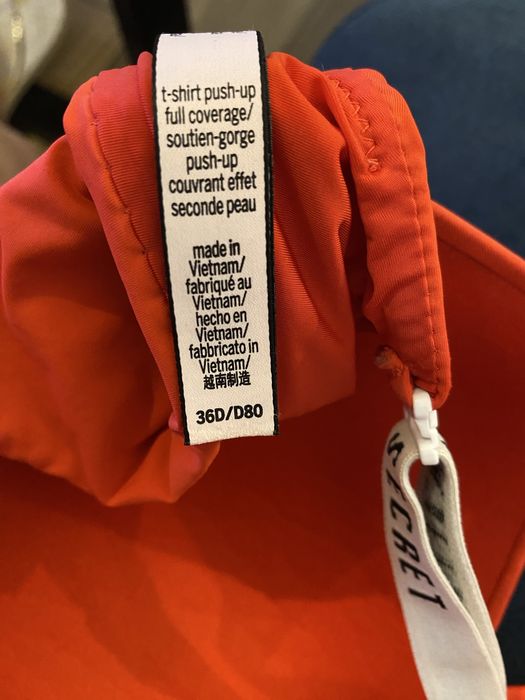 t-shirt push-up
full coverage/
soutien-gorge
push-up
couvrant effet
seconde peau
made in
Vietnam/
fabriqué au
Vietnam/
hecho en
Vietnam/
fabbricato in
Vietnam/
越南制造
36D/D80
SECRET